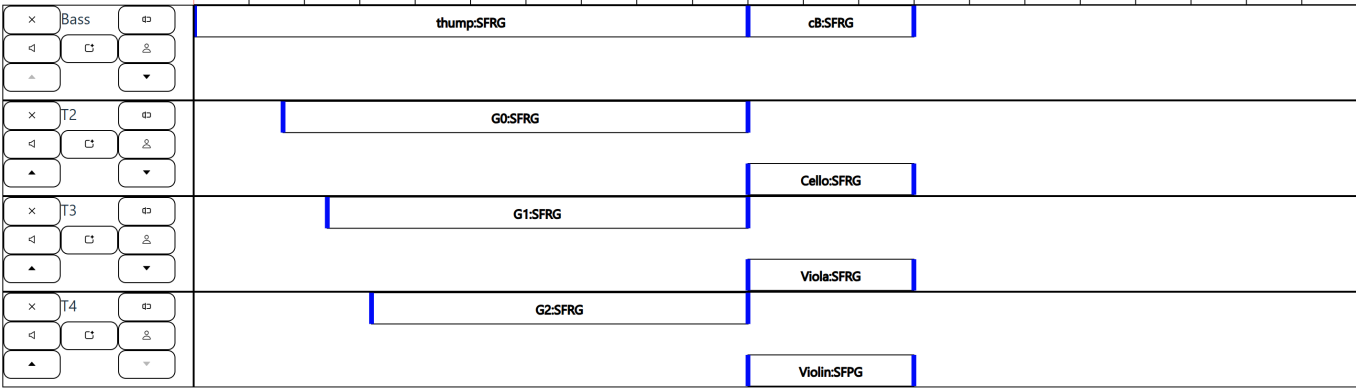 Bass thump:SFRG cB:SFRG
T2 G0:SFRG
Cello:SFRG
T3 G1:SFRG
Viola:SFRG
T4 G2:SFRG
Violin:SFPG